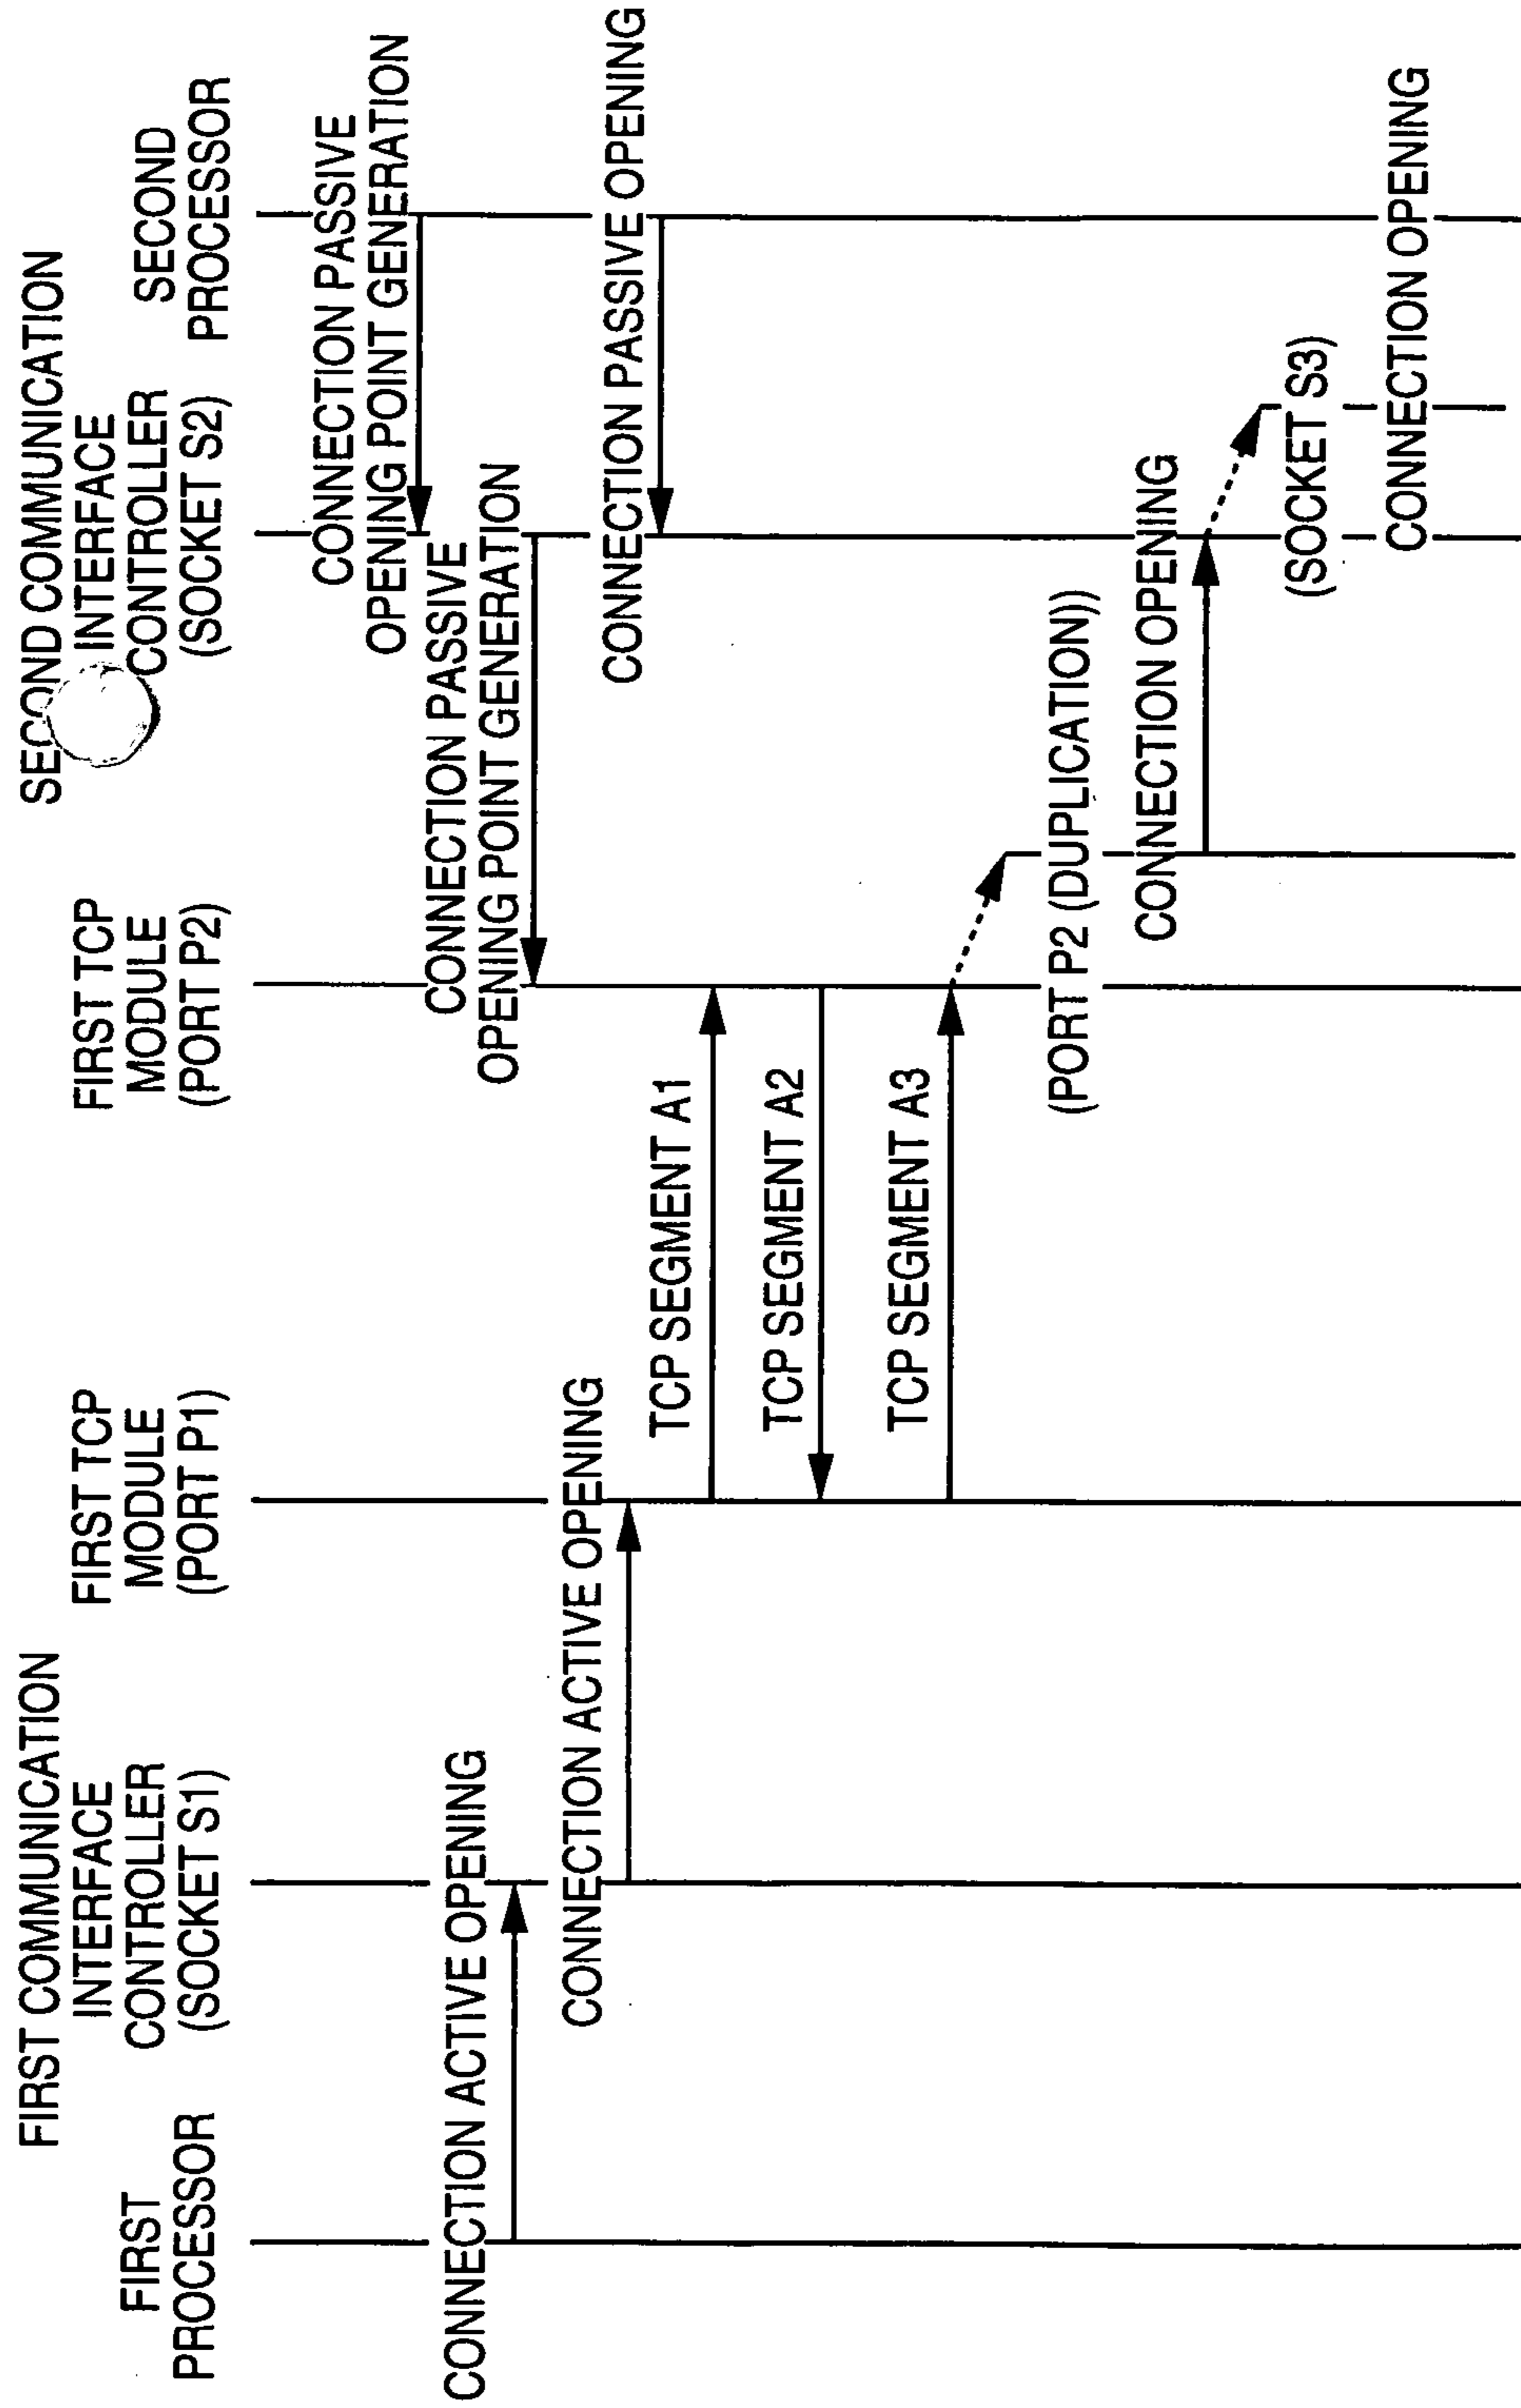 FIRST
PROCESSOR
FIRST COMMUNICATION
INTERFACE
CONTROLLER
(SOCKET S1)
FIRST TCP
MODULE
(PORT P1)
FIRST TCP
MODULE
(PORT P2)
SECOND COMMUNICATION
INTERFACE
CONTROLLER
(SOCKET S2)
SECOND
PROCESSOR
CONNECTION PASSIVE
OPENING POINT GENERATION
CONNECTION PASSIVE
OPENING POINT GENERATION
CONNECTION ACTIVE OPENING
CONNECTION ACTIVE OPENING
CONNECTION PASSIVE OPENING
TCP SEGMENT A1
TCP SEGMENT A2
TCP SEGMENT A3
(PORT P2 (DUPLICATION))
CONNECTION OPENING
(SOCKET S3)
CONNECTION OPENING